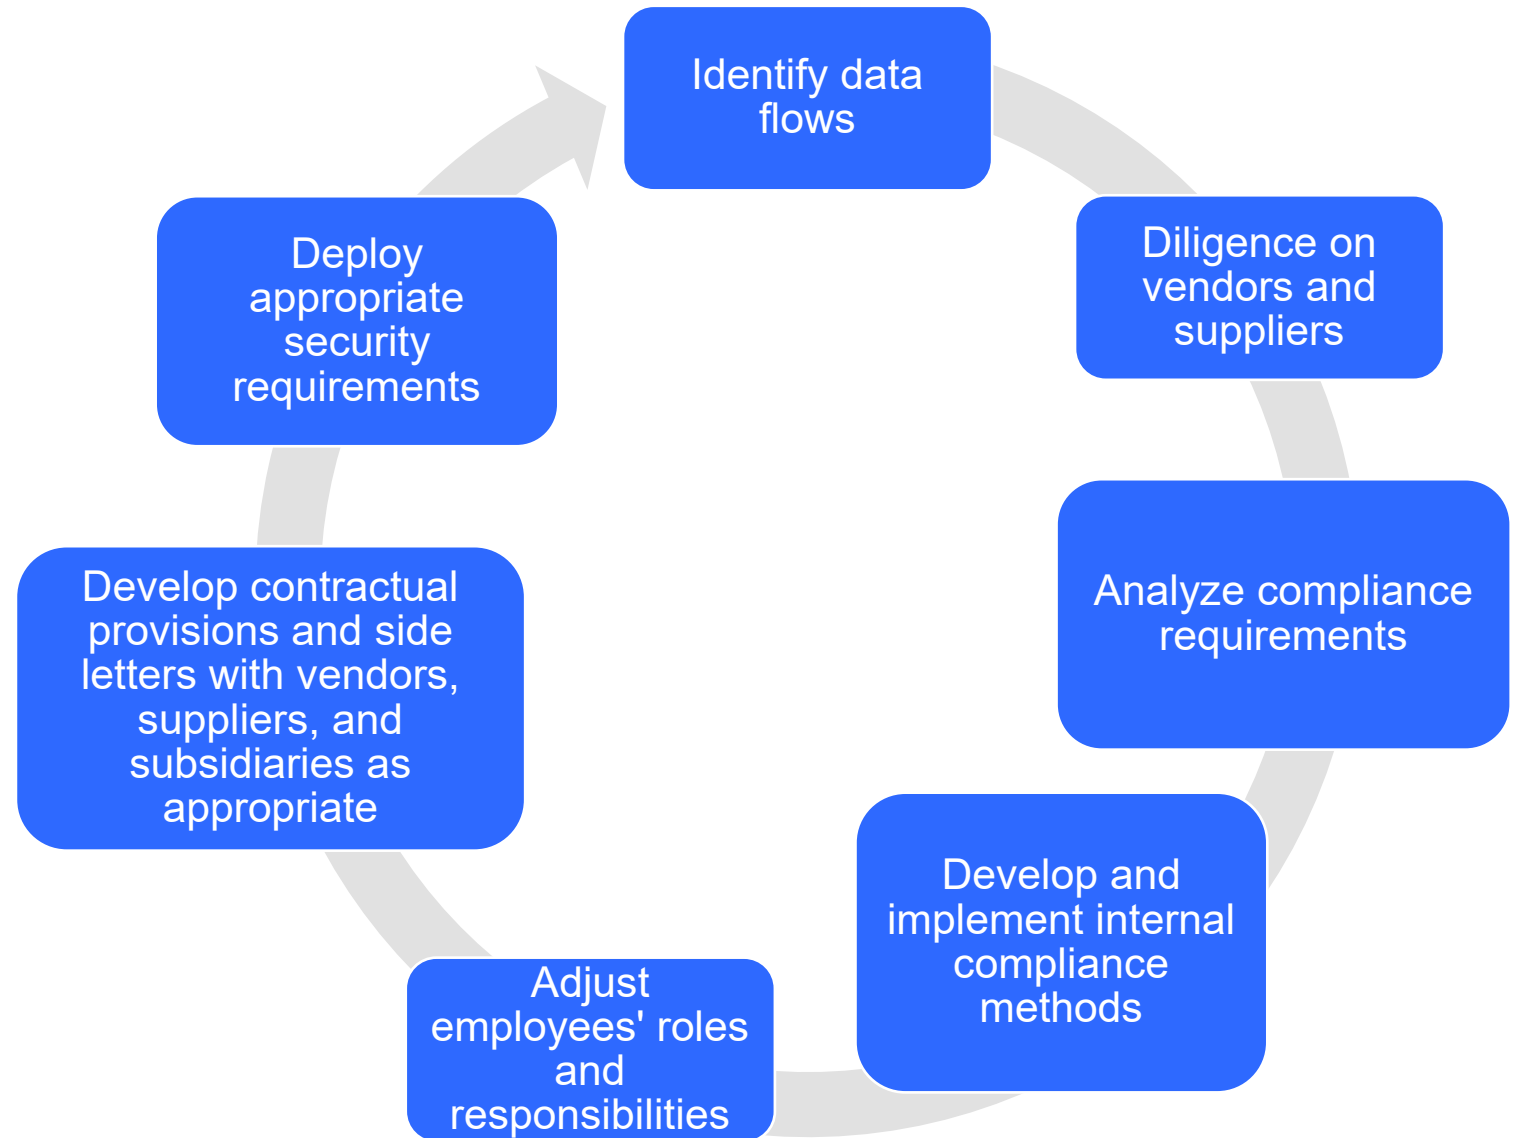 Identify data
flows
Diligence on
vendors and
suppliers
Analyze compliance
requirements
Develop and
implement internal
compliance
methods
Adjust
employees' roles
and
responsibilities
Develop contractual
provisions and side
letters with vendors,
suppliers, and
subsidiaries as
appropriate
Deploy
appropriate
security
requirements